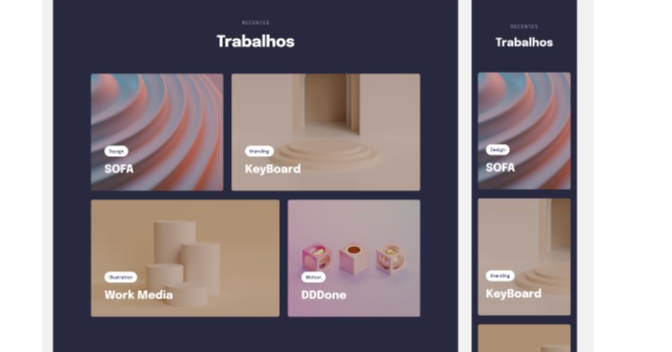 RECENTES
Trabalhos
Design
SOFA
Branding
KeyBoard
Illustration
Work Media
Motion
DDDone
RECENTES
Trabalhos
Design
SOFA
Branding
KeyBoard